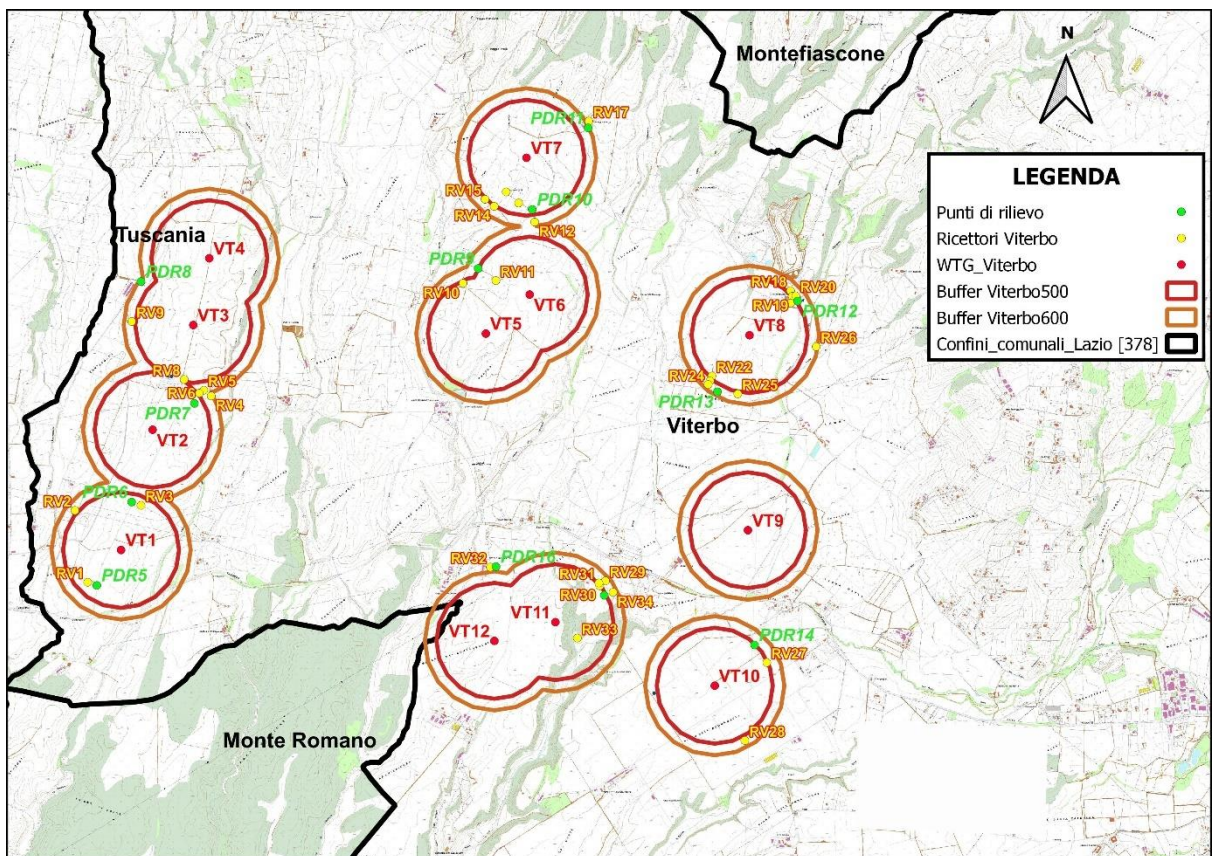 Montefiascone
N
LEGENDA
Punti di rilievo
Ricettori Viterbo
WTG_Viterbo
Buffer Viterbo500
Buffer Viterbo600
Confini_comunali_Lazio [378]
PDR11
RV17
VT7
RV15
RV14
PDR10
RV12
Tuscania
VT4
PDR8
PDR9
RV11
RV10
VT6
RV18
RV20
RV19
PDR12
RV9
VT3
VT5
VT8
RV26
RV8
RV5
RV6
RV4
PDR7
RV22
RV24
RV25
PDR13
VT2
Viterbo
RV2
PDR6
RV3
VT1
VT9
RV1
PDR5
RV32
PDR16
RV31
RV29
RV30
RV34
VT11
VT12
RV33
PDR14
RV27
VT10
RV28
Monte Romano